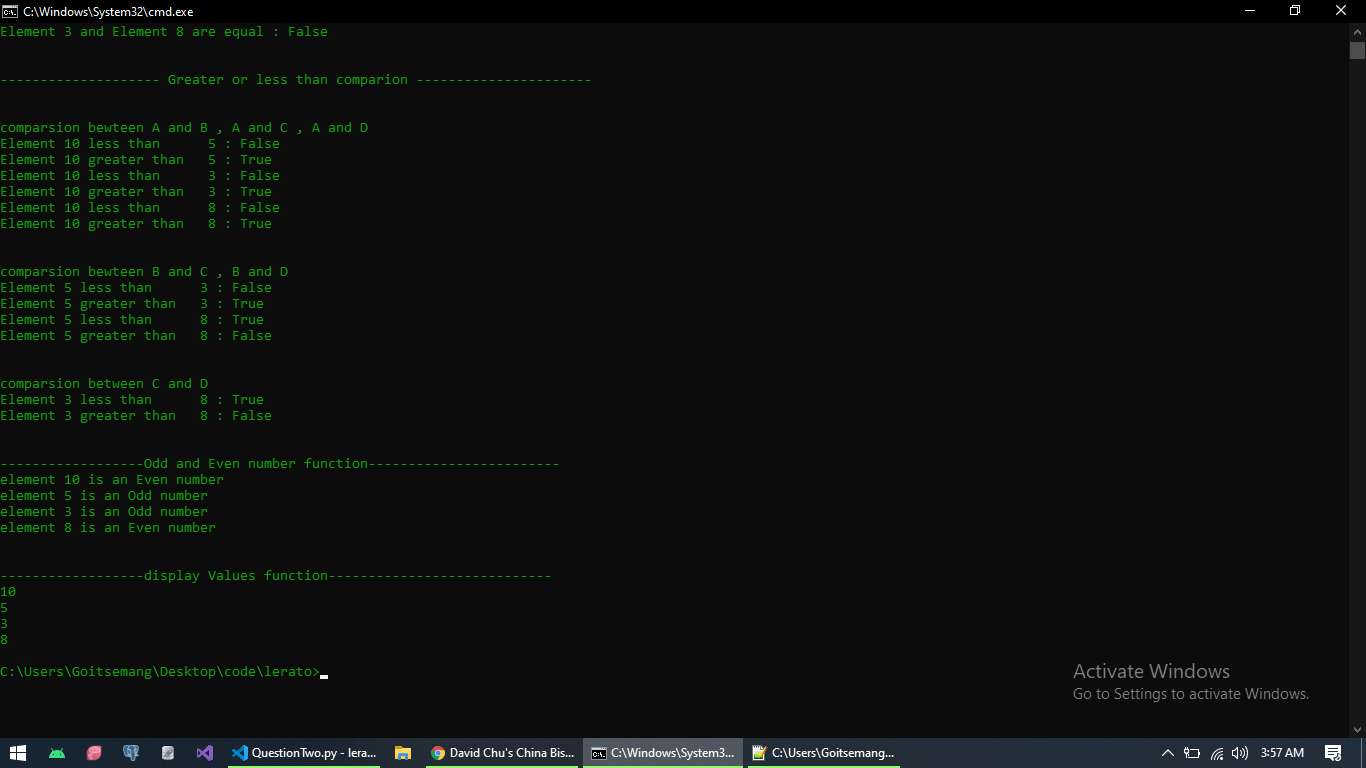 C:\Windows\System32\cmd.exe
Element 3 and Element 8 are equal : False
-------------------- Greater or less than comparion ----------------------
comparsion bewteen A and B , A and C , A and D
Element 10 less than      5 : False
Element 10 greater than   5 : True
Element 10 less than      3 : False
Element 10 greater than   3 : True
Element 10 less than      8 : False
Element 10 greater than   8 : True
comparsion bewteen B and C , B and D
Element 5 less than      3 : False
Element 5 greater than   3 : True
Element 5 less than      8 : True
Element 5 greater than   8 : False
comparsion between C and D
Element 3 less than      8 : True
Element 3 greater than   8 : False
------------------Odd and Even number function------------------------
element 10 is an Even number
element 5 is an Odd number
element 3 is an Odd number
element 8 is an Even number
------------------display Values function----------------------------
10
5
3
8
C:\Users\Goitsemang\Desktop\code\lerato>
Activate Windows
Go to Settings to activate Windows.
QuestionTwo.py - lera...
David Chu's China Bis...
C:\Windows\System3...
C:\Users\Goitsemang...
3:57 AM